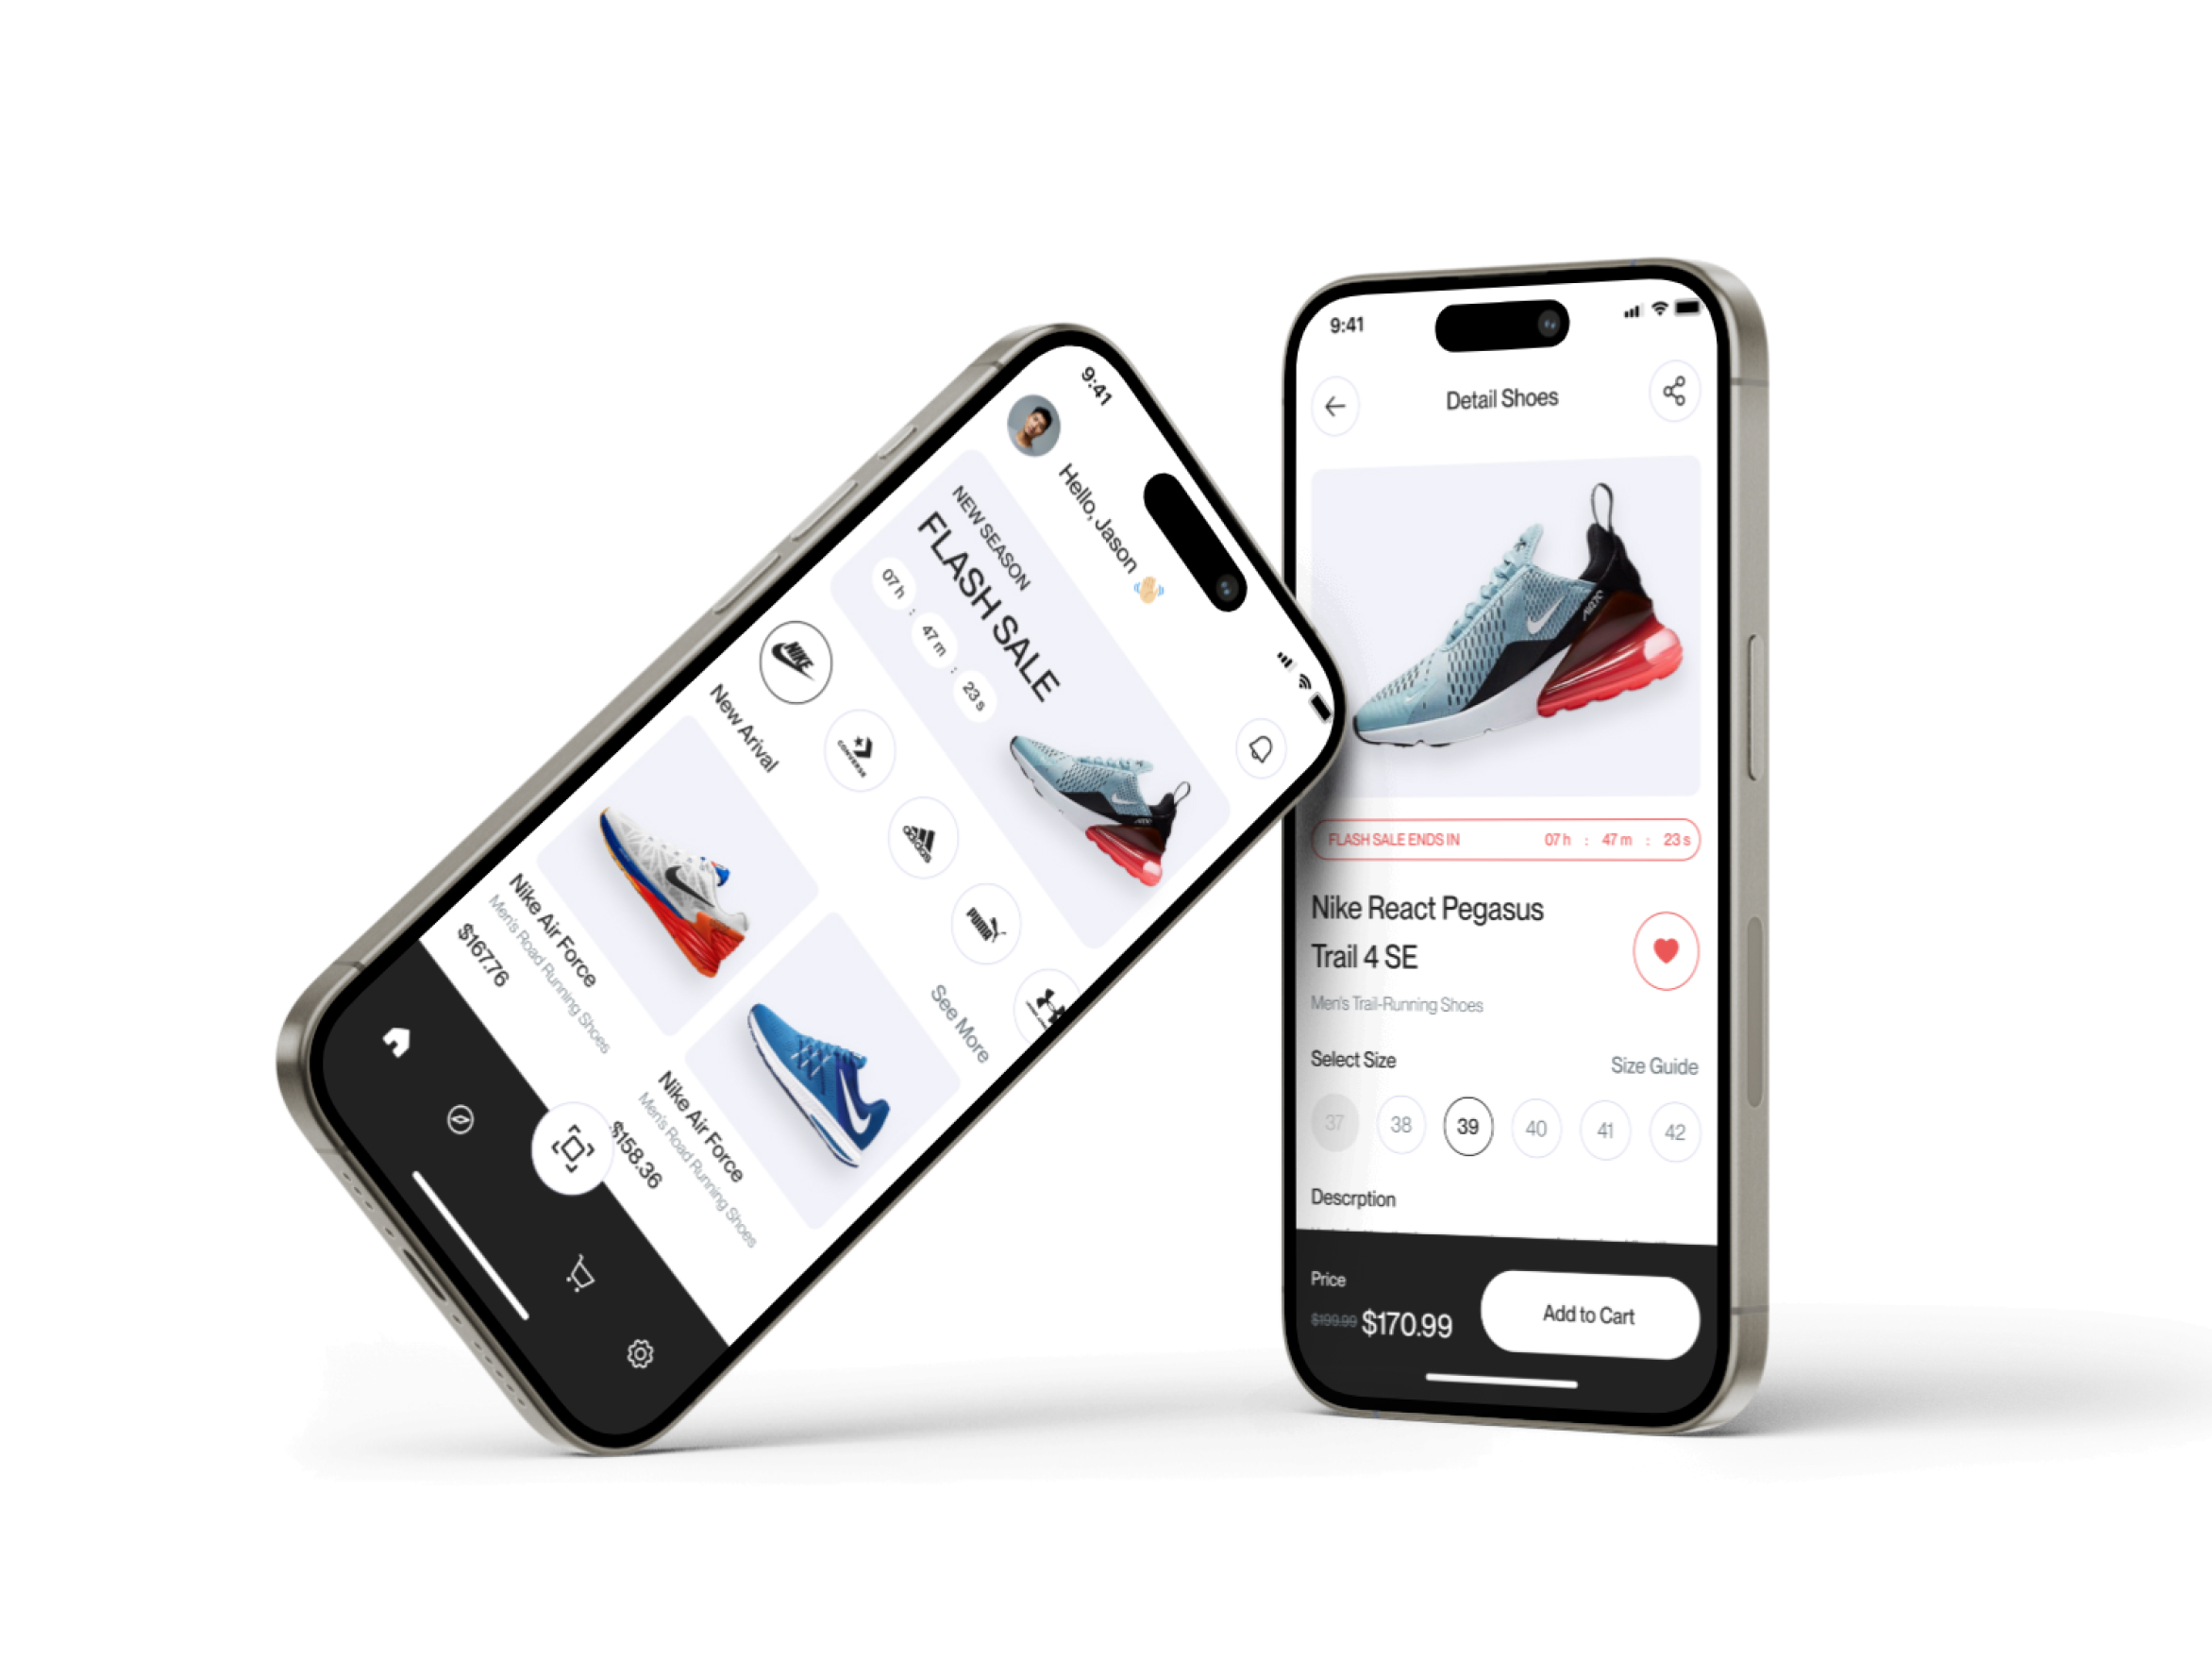 9:41
Hello, Jason 👋
NEW SEASON
FLASH SALE
07 h : 47 m : 23 s
NIKE
CONVERSE
adidas
PUMA
New Arival
See More
Nike Air Force
Men's Road Running Shoes
$167.76
Nike Air Force
Men's Road Running Shoes
$158.36
9:41
Detail Shoes
FLASH SALE ENDS IN 07 h : 47 m : 23 s
Nike React Pegasus
Trail 4 SE
Men's Trail-Running Shoes
Select Size
Size Guide
37 38 39 40 41 42
Descrption
Price
$199.99 $170.99
Add to Cart